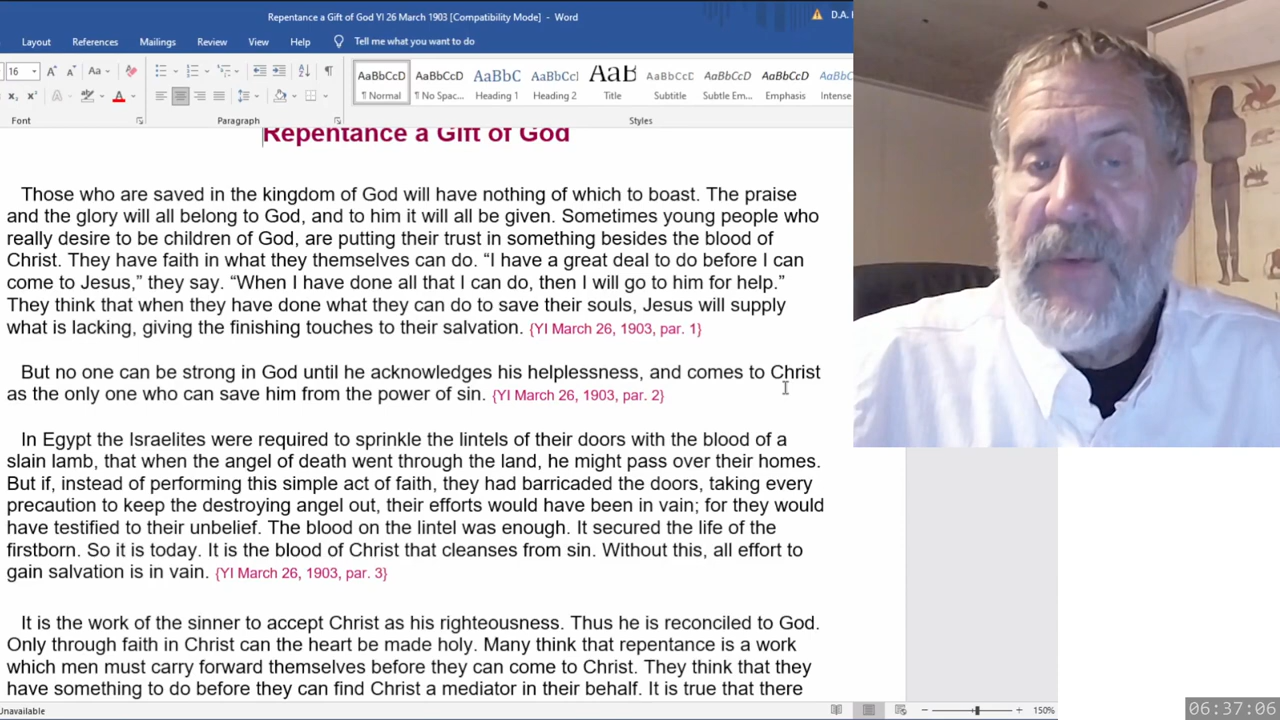 Repentance a Gift of God YI 26 March 1903 [Compatibility Mode] - Word
D.A.
Layout References Mailings Review View Help Tell me what you want to do
16 Aa
AaBbCcD AaBbCcD AaBbC AaBbCcI AaB AaBbCcD AaBbCcD AaBbCcD AaBbC
¶ Normal ¶ No Spac... Heading 1 Heading 2 Title Subtitle Subtle Em... Emphasis Intense
Font Paragraph Styles
Repentance a Gift of God
Those who are saved in the kingdom of God will have nothing of which to boast. The praise
and the glory will all belong to God, and to him it will all be given. Sometimes young people who
really desire to be children of God, are putting their trust in something besides the blood of
Christ. They have faith in what they themselves can do. “I have a great deal to do before I can
come to Jesus,” they say. “When I have done all that I can do, then I will go to him for help.”
They think that when they have done what they can do to save their souls, Jesus will supply
what is lacking, giving the finishing touches to their salvation. {YI March 26, 1903, par. 1}
But no one can be strong in God until he acknowledges his helplessness, and comes to Christ
as the only one who can save him from the power of sin. {YI March 26, 1903, par. 2}
In Egypt the Israelites were required to sprinkle the lintels of their doors with the blood of a
slain lamb, that when the angel of death went through the land, he might pass over their homes.
But if, instead of performing this simple act of faith, they had barricaded the doors, taking every
precaution to keep the destroying angel out, their efforts would have been in vain; for they would
have testified to their unbelief. The blood on the lintel was enough. It secured the life of the
firstborn. So it is today. It is the blood of Christ that cleanses from sin. Without this, all effort to
gain salvation is in vain. {YI March 26, 1903, par. 3}
It is the work of the sinner to accept Christ as his righteousness. Thus he is reconciled to God.
Only through faith in Christ can the heart be made holy. Many think that repentance is a work
which men must carry forward themselves before they can come to Christ. They think that they
have something to do before they can find Christ a mediator in their behalf. It is true that there
Unavailable
150%
06:37:06